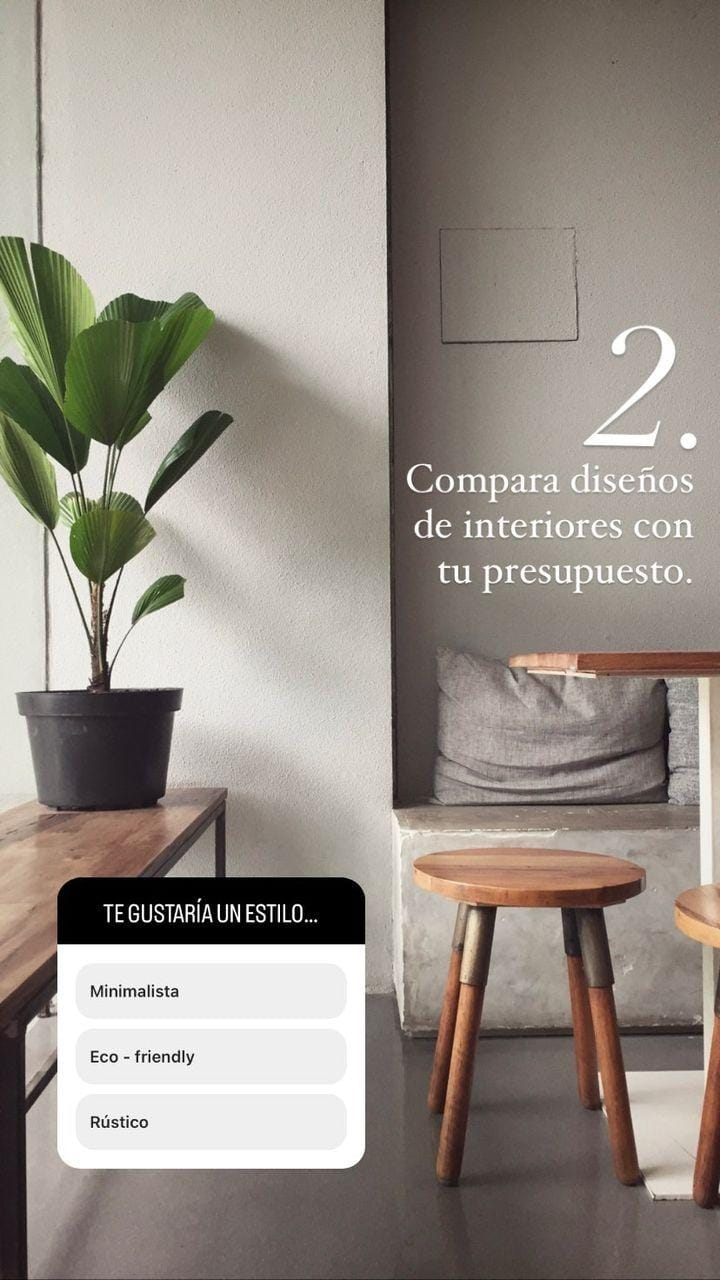 2.
Compara diseños
de interiores con
tu presupuesto.
TE GUSTARÍA UN ESTILO...
Minimalista
Eco - friendly
Rústico